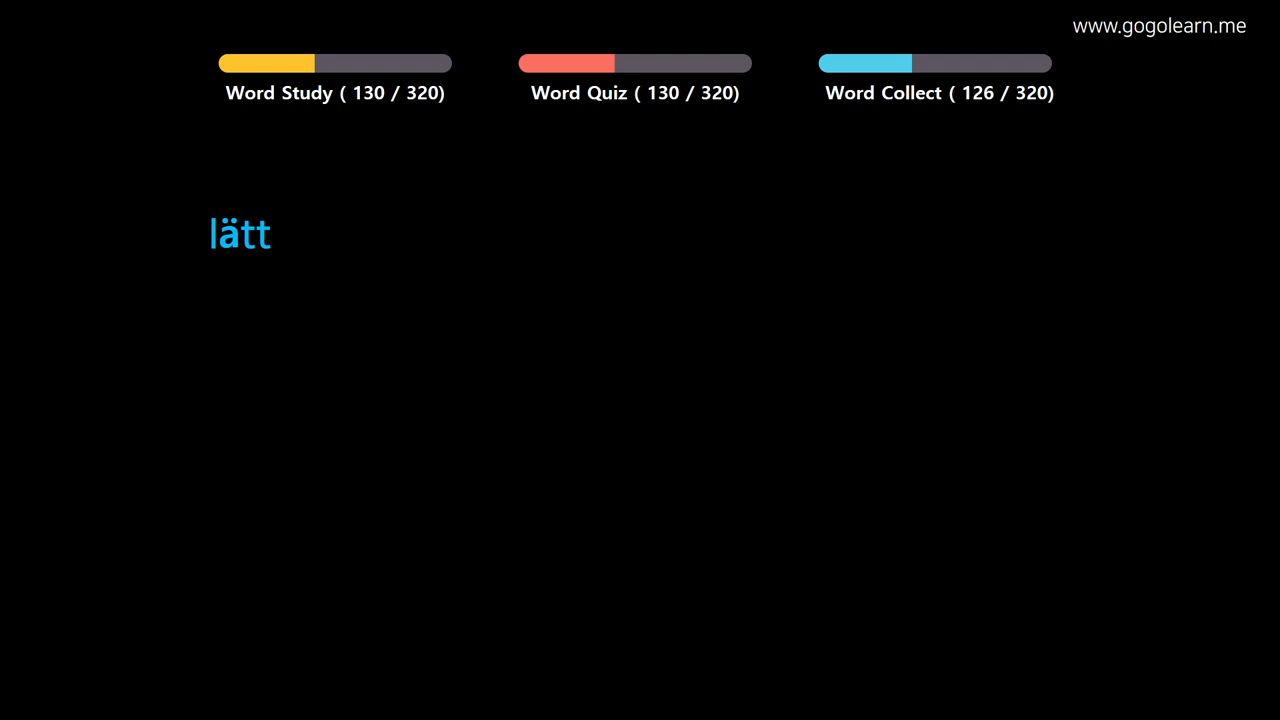 www.gogolearn.me
Word Study ( 130 / 320)
Word Quiz ( 130 / 320)
Word Collect ( 126 / 320)
lätt